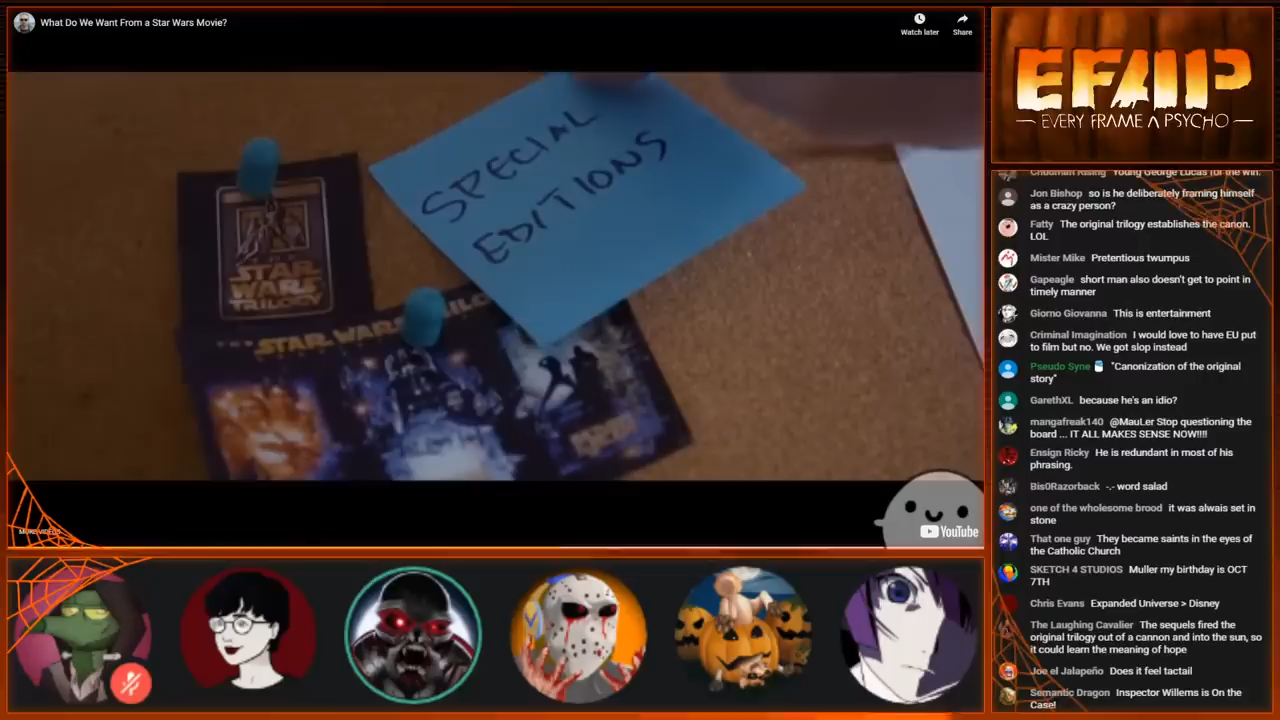 What Do We Want From a Star Wars Movie?
Watch later
Share
SPECIAL
EDITIONS
THE
STAR
WARS
TRILOGY
STAR WARS
YouTube
EFAP
EVERY FRAME A PSYCHO
Chudman Rising Young George Lucas for the win.
Jon Bishop so is he deliberately framing himself
as a crazy person?
Fatty The original trilogy establishes the canon.
LOL
Mister Mike Pretentious twumpus
Gapeagle short man also doesn't get to point in
timely manner
Giorno Giovanna This is entertainment
Criminal Imagination I would love to have EU put
to film but no. We got slop instead
Pseudo Syne "Canonization of the original
story"
GarethXL because he's an idio?
mangafreak140 @MauLer Stop questioning the
board ... IT ALL MAKES SENSE NOW!!!!
Ensign Ricky He is redundant in most of his
phrasing.
Bis0Razorback -.- word salad
one of the wholesome brood it was alwais set in
stone
That one guy They became saints in the eyes of
the Catholic Church
SKETCH 4 STUDIOS Muller my birthday is OCT
7TH
Chris Evans Expanded Universe > Disney
The Laughing Cavalier The sequels fired the
original trilogy out of a cannon and into the sun, so
it could learn the meaning of hope
Joe el Jalapeño Does it feel tactail
Semantic Dragon Inspector Willems is On the
Case!